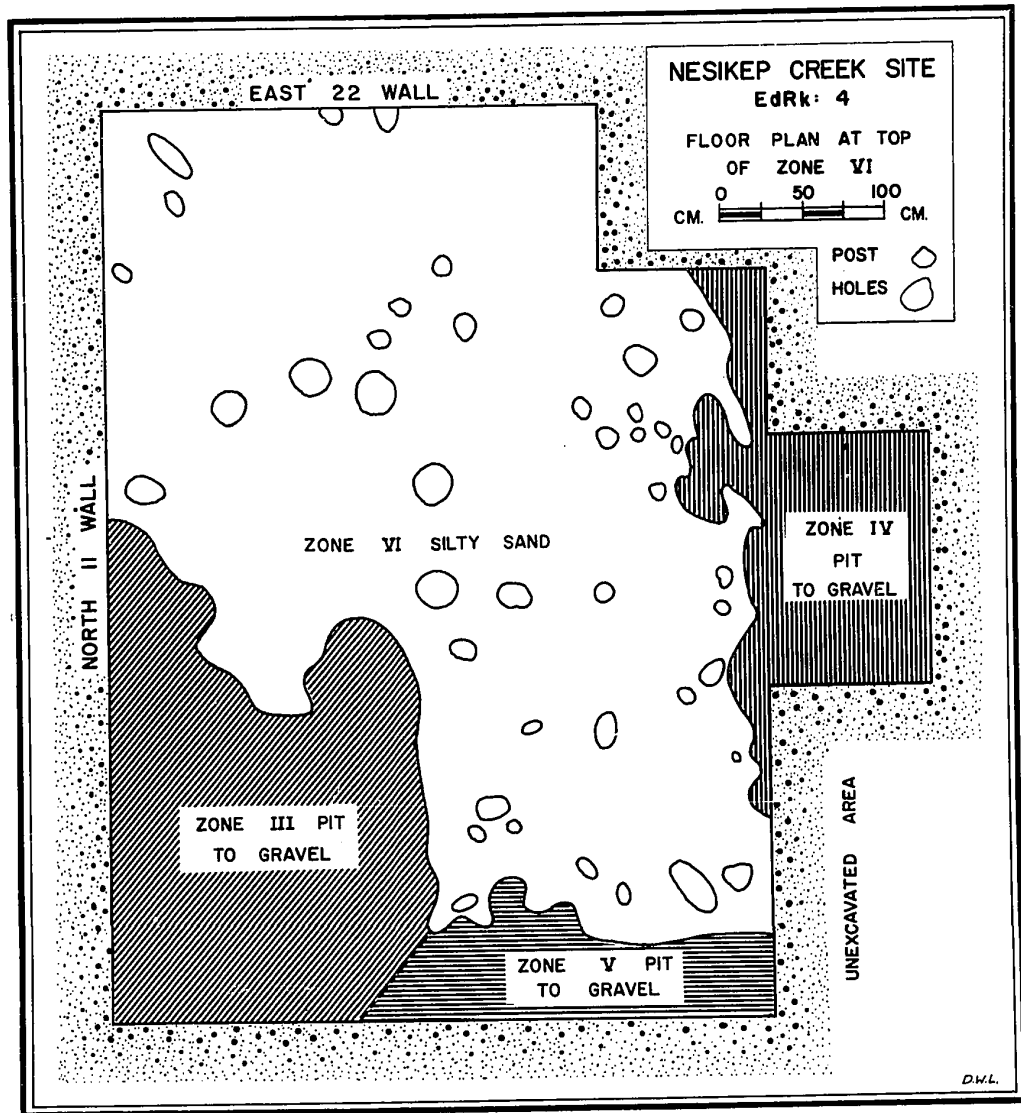 EAST 22 WALL
NESIKEP CREEK SITE
EdRk: 4
FLOOR PLAN AT TOP
OF ZONE VI
0 50 100
CM. CM.
POST
HOLES
NORTH 11 WALL
ZONE VI SILTY SAND
ZONE IV
PIT
TO GRAVEL
ZONE III PIT
TO GRAVEL
ZONE V PIT
TO GRAVEL
UNEXCAVATED AREA
D.W.L.